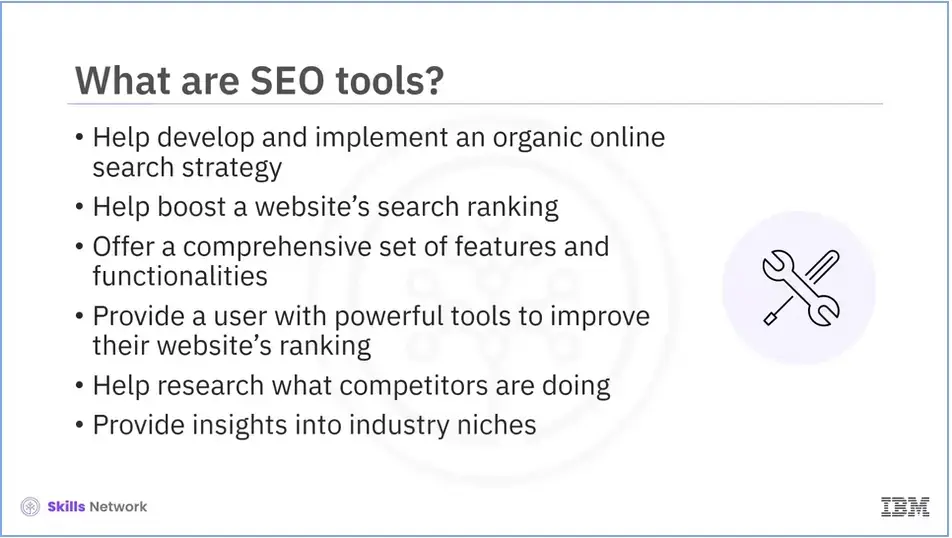 What are SEO tools?
• Help develop and implement an organic online
search strategy
• Help boost a website’s search ranking
• Offer a comprehensive set of features and
functionalities
• Provide a user with powerful tools to improve
their website’s ranking
• Help research what competitors are doing
• Provide insights into industry niches
Skills Network
IBM